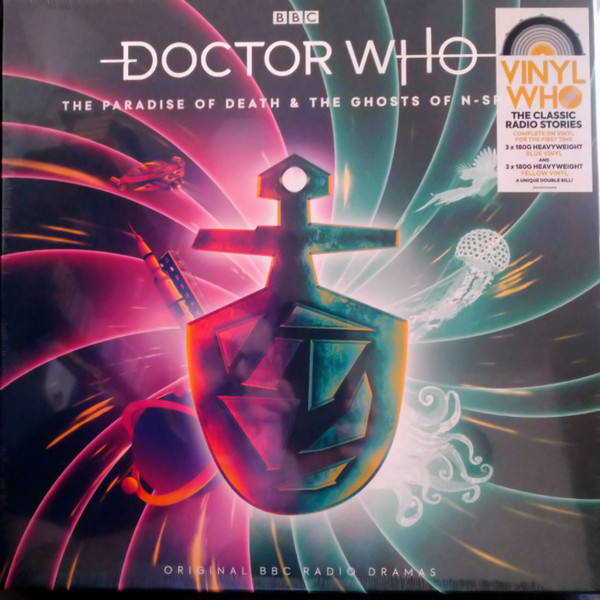 BBC
DOCTOR WHO
THE PARADISE OF DEATH & THE GHOSTS OF N-SP
VINYL
WHO
THE CLASSIC
RADIO STORIES
COMPLETE ON VINYL
FOR THE FIRST TIME
3 x 180G HEAVYWEIGHT
BLUE VINYL
AND
3 x 180G HEAVYWEIGHT
YELLOW VINYL
A UNIQUE DOUBLE BILL!
ORIGINAL BBC RADIO DRAMAS